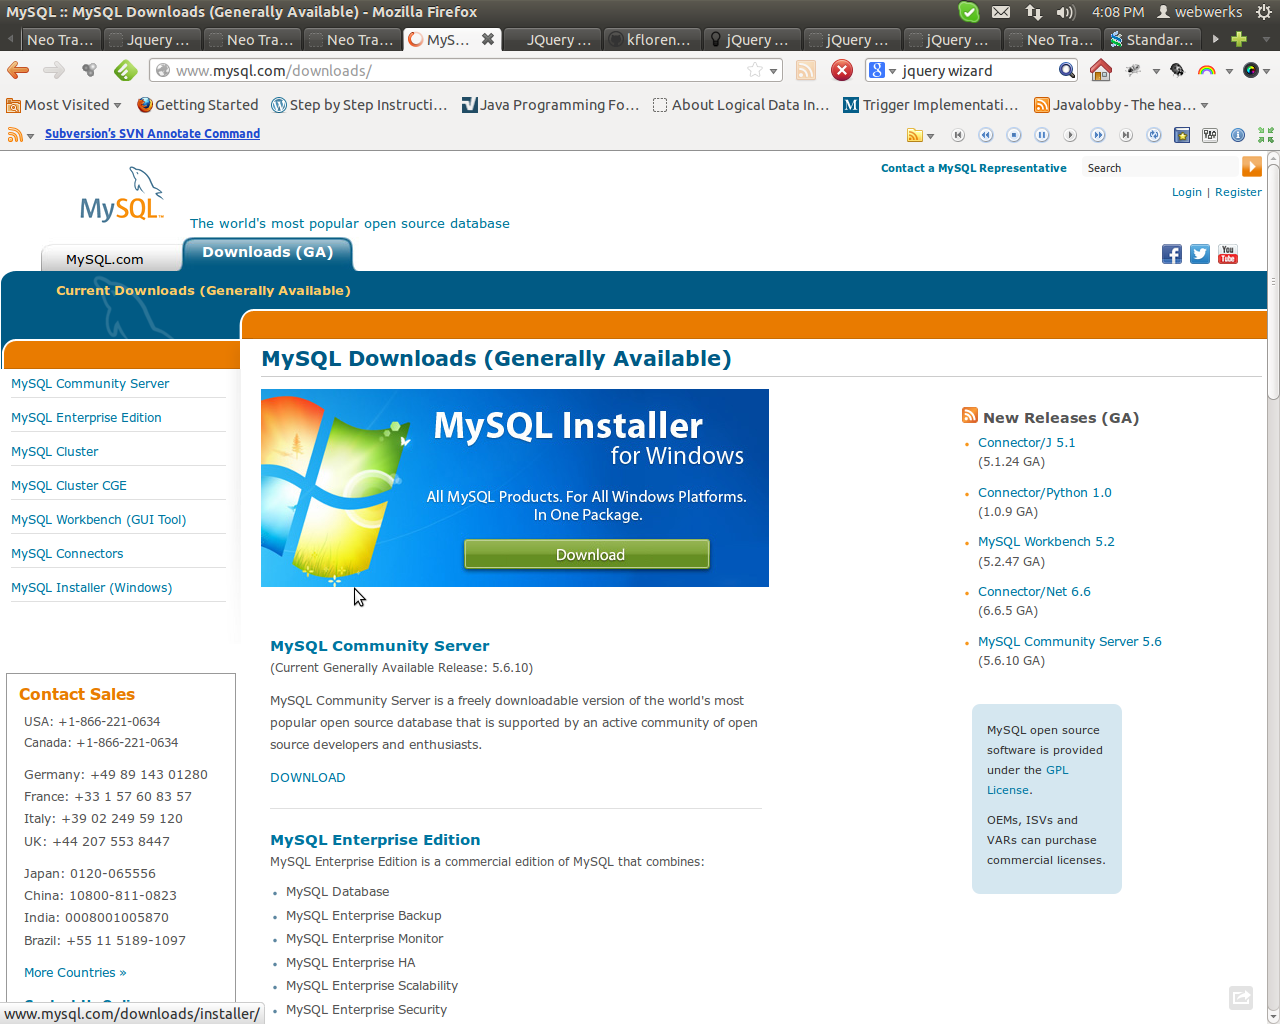 MySQL :: MySQL Downloads (Generally Available) - Mozilla Firefox
4:08 PM
webwerks
Neo Tra...
Jquery ...
Neo Tra...
Neo Tra...
MyS...
JQuery ...
kfloren...
jQuery ...
jQuery ...
jQuery ...
Neo Tra...
Standar...
www.mysql.com/downloads/
jquery wizard
Most Visited
Getting Started
Step by Step Instructi...
Java Programming Fo...
About Logical Data In...
Trigger Implementati...
Javalobby - The hea...
Subversion's SVN Annotate Command
Contact a MySQL Representative
Search
Login | Register
MySQL™
The world's most popular open source database
MySQL.com
Downloads (GA)
You Tube
Current Downloads (Generally Available)
MySQL Community Server
MySQL Enterprise Edition
MySQL Cluster
MySQL Cluster CGE
MySQL Workbench (GUI Tool)
MySQL Connectors
MySQL Installer (Windows)
Contact Sales
USA: +1-866-221-0634
Canada: +1-866-221-0634
Germany: +49 89 143 01280
France: +33 1 57 60 83 57
Italy: +39 02 249 59 120
UK: +44 207 553 8447
Japan: 0120-065556
China: 10800-811-0823
India: 0008001005870
Brazil: +55 11 5189-1097
More Countries »
www.mysql.com/downloads/installer/
MySQL Downloads (Generally Available)
MySQL Installer
for Windows
All MySQL Products. For All Windows Platforms.
In One Package.
Download
MySQL Community Server
(Current Generally Available Release: 5.6.10)
MySQL Community Server is a freely downloadable version of the world's most
popular open source database that is supported by an active community of open
source developers and enthusiasts.
DOWNLOAD
MySQL Enterprise Edition
MySQL Enterprise Edition is a commercial edition of MySQL that combines:
MySQL Database
MySQL Enterprise Backup
MySQL Enterprise Monitor
MySQL Enterprise HA
MySQL Enterprise Scalability
MySQL Enterprise Security
New Releases (GA)
Connector/J 5.1
(5.1.24 GA)
Connector/Python 1.0
(1.0.9 GA)
MySQL Workbench 5.2
(5.2.47 GA)
Connector/Net 6.6
(6.6.5 GA)
MySQL Community Server 5.6
(5.6.10 GA)
MySQL open source
software is provided
under the GPL
License.
OEMs, ISVs and
VARs can purchase
commercial licenses.